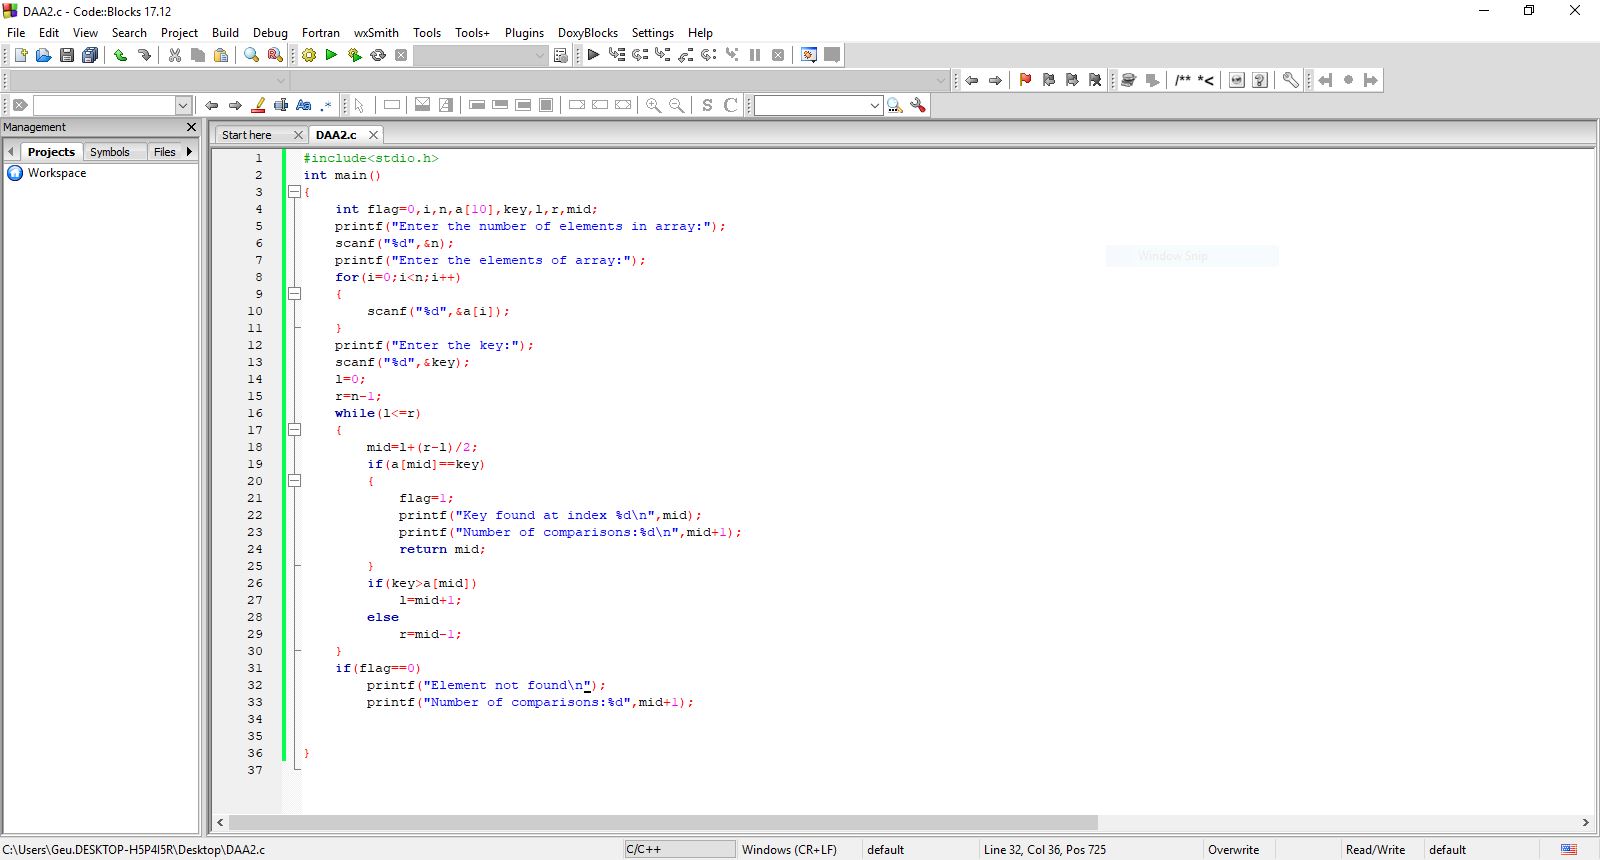 DAA2.c - Code::Blocks 17.12
File Edit View Search Project Build Debug Fortran wxSmith Tools Tools+ Plugins DoxyBlocks Settings Help
/** *<
Aa .* S C
Management
Projects Symbols Files
Workspace
Start here DAA2.c
1 #include<stdio.h>
2 int main()
3 {
4 int flag=0,i,n,a[10],key,l,r,mid;
5 printf("Enter the number of elements in array:");
6 scanf("%d",&n);
7 printf("Enter the elements of array:");
8 for(i=0;i<n;i++)
9 {
10 scanf("%d",&a[i]);
11 }
12 printf("Enter the key:");
13 scanf("%d",&key);
14 l=0;
15 r=n-1;
16 while(l<=r)
17 {
18 mid=l+(r-l)/2;
19 if(a[mid]==key)
20 {
21 flag=1;
22 printf("Key found at index %d\n",mid);
23 printf("Number of comparisons:%d\n",mid+1);
24 return mid;
25 }
26 if(key>a[mid])
27 l=mid+1;
28 else
29 r=mid-1;
30 }
31 if(flag==0)
32 printf("Element not found\n");
33 printf("Number of comparisons:%d",mid+1);
34
35
36 }
37
Window Snip
C:\Users\Geu.DESKTOP-H5P4I5R\Desktop\DAA2.c C/C++ Windows (CR+LF) default Line 32, Col 36, Pos 725 Overwrite Read/Write default